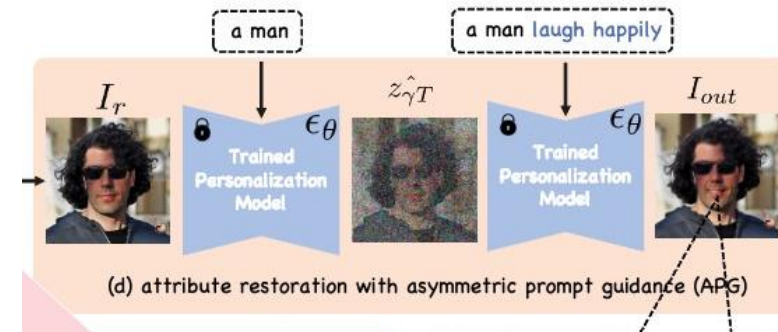 a man
a man laugh happily
I_r
ϵ_θ
ẑ_γT
ϵ_θ
I_out
Trained
Personalization
Model
Trained
Personalization
Model
(d) attribute restoration with asymmetric prompt guidance (APG)